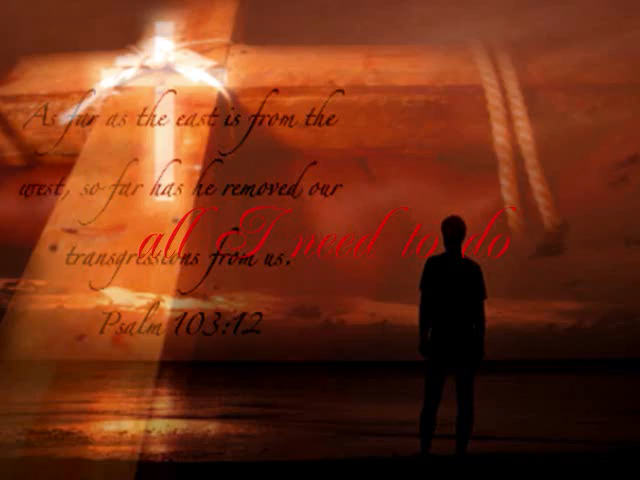 As far as the east is from the
west, so far has he removed our
all I need to do
transgressions from us.
Psalm 103:12